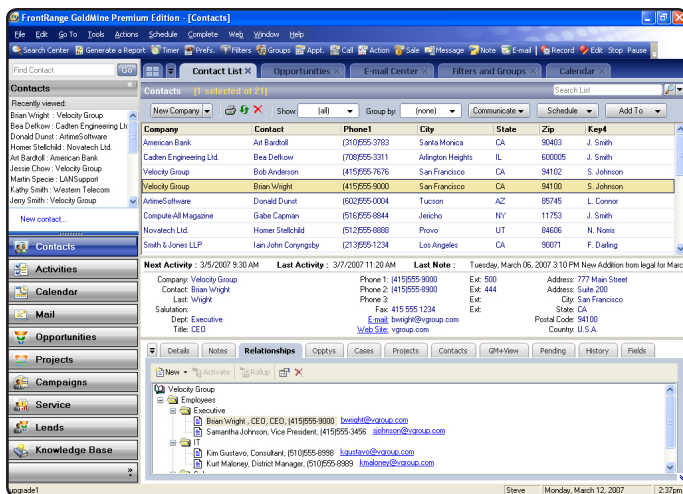 FrontRange GoldMine Premium Edition - [Contacts]
File Edit Go To Tools Actions Schedule Complete Web Window Help
Search Center Generate a Report Timer Prefs. Filters Groups Appt. Call Action Sale Message Note E-mail Record Edit Stop Pause
Find Contact Go
Contact List Opportunities E-mail Center Filters and Groups Calendar
Contacts
Contacts [1 selected of 21] Search List
Recently viewed:
Brian Wright : Velocity Group
Bea Defkow : Cadten Engineering Ltd
Donald Dunst : ArtimeSoftware
Homer Stellchild : Novatech Ltd.
Art Bardtoll : American Bank
Jessie Chow : Velocity Group
Martin Specie : LANSupport
Kathy Smith : Western Telecom
Jerry Smith : Velocity Group
New contact...
Contacts
Activities
Calendar
Mail
Opportunities
Projects
Campaigns
Service
Leads
Knowledge Base
New Company Show: (all) Group by: (none) Communicate Schedule Add To
Company Contact Phone1 City State Zip Key4
American Bank Art Bardtoll (310)555-3783 Santa Monica CA 90403 J. Smith
Cadten Engineering Ltd. Bea Defkow (708)555-3311 Arlington Heights IL 600005 J. Smith
Velocity Group Bob Anderson (415)555-7676 San Francisco CA 94102 S. Johnson
Velocity Group Brian Wright (415)555-9000 San Francisco CA 94100 S. Johnson
ArtimeSoftware Donald Dunst (602)555-0004 Tucson AZ 85745 L. Connor
Compute-All Magazine Gabe Capman (516)555-8844 Jericho NY 11753 J. Smith
Novatech Ltd. Homer Stellchild (512)555-8888 Provo UT 84606 N. Norris
Smith & Jones LLP Iain John Conyngsby (213)555-1234 Los Angeles CA 90071 F. Darling
Next Activity : 3/5/2007 9:30 AM Last Activity : 3/7/2007 11:20 AM Last Note : Tuesday, March 06, 2007 3:10 PM New Addition from legal for Marc
Company: Velocity Group Phone 1: (415)555-9000 Ext: 500 Address: 777 Main Street
Contact: Brian Wright Phone 2: (415)555-8900 Ext: 444 Address: Suite 200
Last: Wright Phone 3: Ext: City: San Francisco
Salutation: Fax: 415 555 1234 Ext: State: CA
Dept: Executive E-mail: bwright@vgroup.com Postal Code: 94100
Title: CEO Web Site: vgroup.com Country: U.S.A.
Details Notes Relationships Opptys Cases Projects Contacts GM+View Pending History Fields
New Activate Rollup
Velocity Group
Employees
Executive
Brian Wright , CEO, CEO, (415)555-9000 bwright@vgroup.com
Samantha Johnson, Vice President, (415)555-3456 sjohnson@vgroup.com
IT
Kim Gustavo, Consultant, (510)555-8998 kgustavo@vgroup.com
Kurt Maloney, District Manager, (510)555-8989 kmaloney@vgroup.com
upgrade1 Steve Monday, March 12, 2007 2:37pm